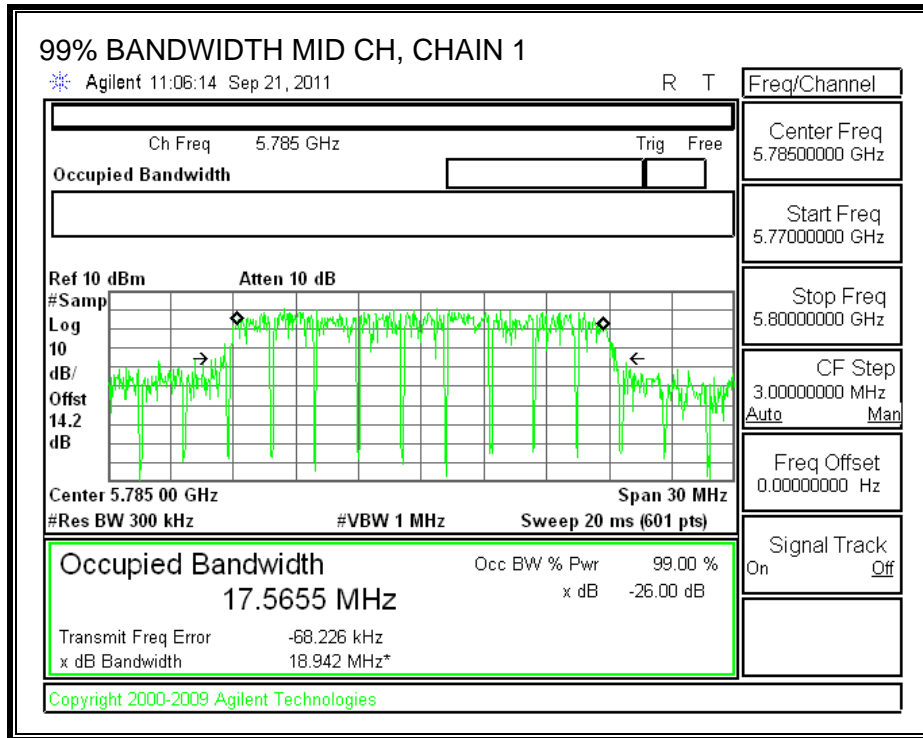 99% BANDWIDTH MID CH, CHAIN 1
Agilent 11:06:14 Sep 21, 2011 R T
Freq/Channel
Ch Freq 5.785 GHz Trig Free
Occupied Bandwidth
Center Freq
5.78500000 GHz
Start Freq
5.77000000 GHz
Stop Freq
5.80000000 GHz
CF Step
3.00000000 MHz
Auto Man
Freq Offset
0.00000000 Hz
Signal Track
On Off
Ref 10 dBm Atten 10 dB
#Samp
Log
10
dB/
Offst
14.2
dB
Center 5.785 00 GHz Span 30 MHz
#Res BW 300 kHz #VBW 1 MHz Sweep 20 ms (601 pts)
Occupied Bandwidth Occ BW % Pwr 99.00 %
17.5655 MHz x dB -26.00 dB
Transmit Freq Error -68.226 kHz
x dB Bandwidth 18.942 MHz*
Copyright 2000-2009 Agilent Technologies